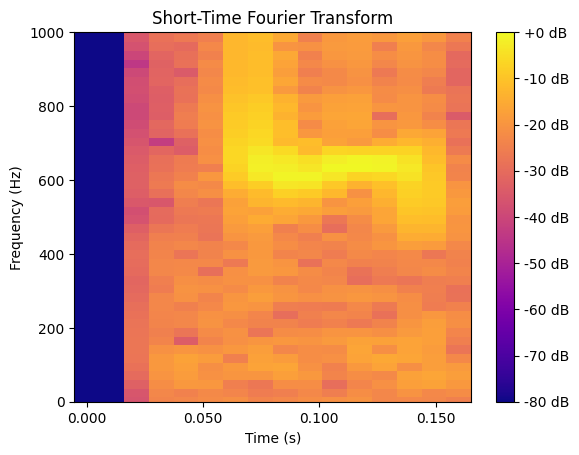 Short-Time Fourier Transform
1000
800
600
400
200
0
Frequency (Hz)
0.000
0.050
0.100
0.150
Time (s)
+0 dB
-10 dB
-20 dB
-30 dB
-40 dB
-50 dB
-60 dB
-70 dB
-80 dB